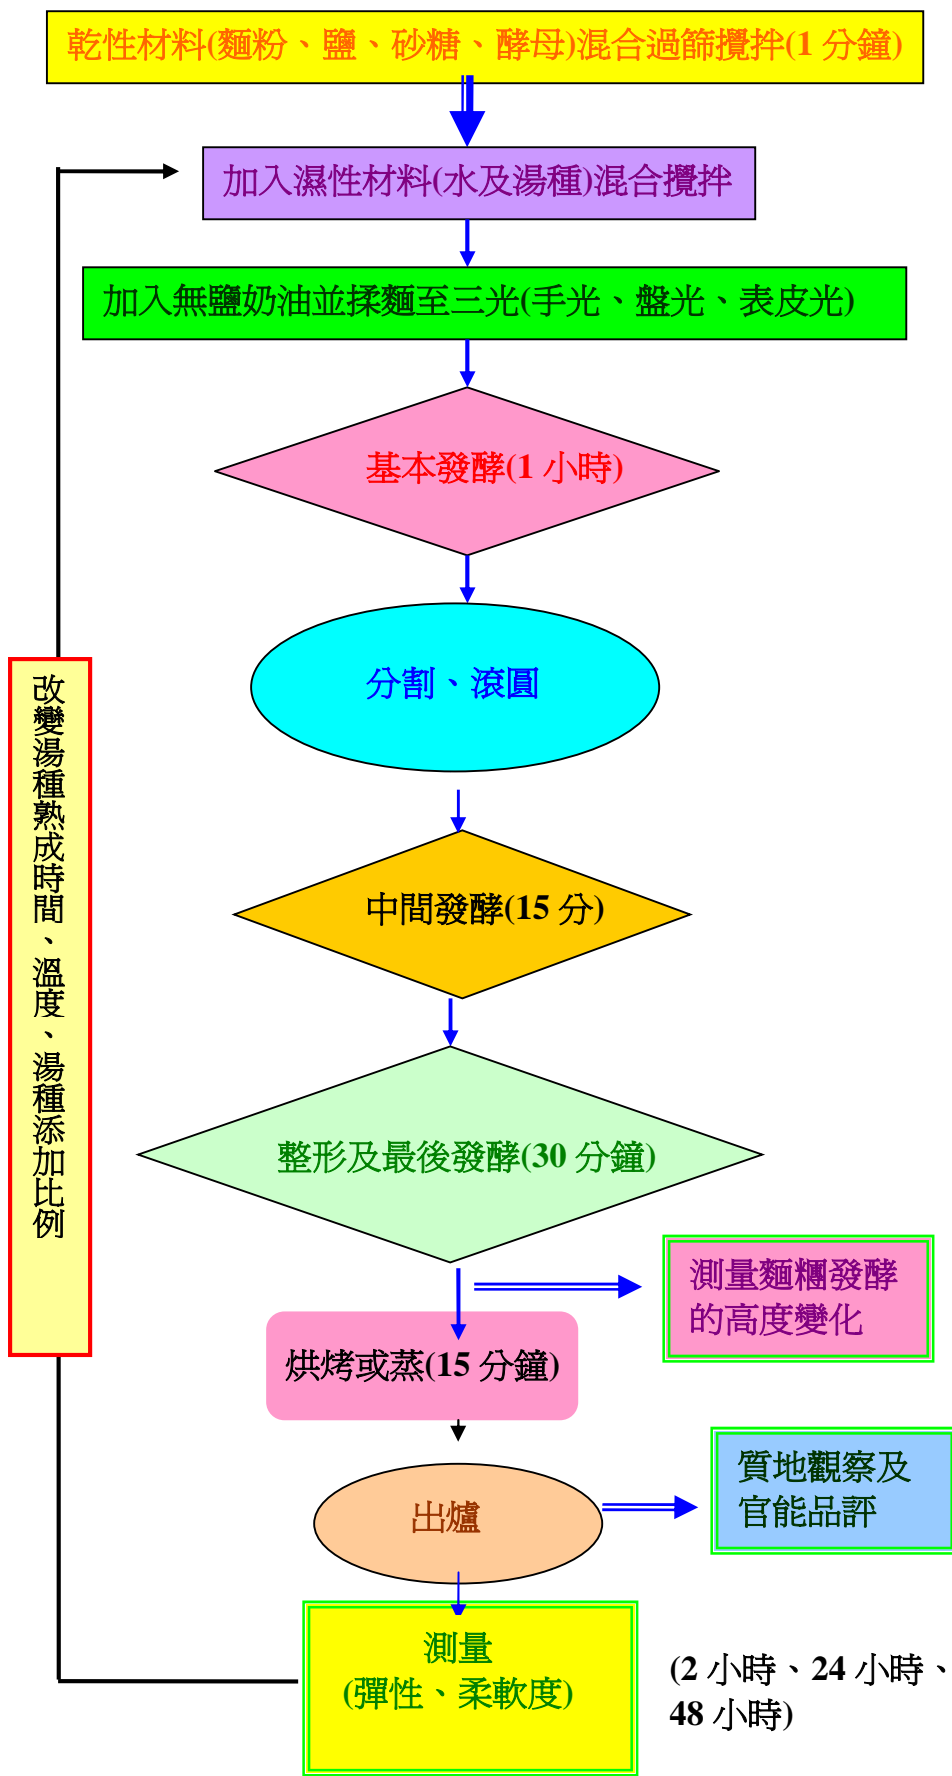 乾性材料(麵粉、鹽、砂糖、酵母)混合過篩攪拌(1 分鐘)
加入濕性材料(水及湯種)混合攪拌
加入無鹽奶油並揉麵至三光(手光、盤光、表皮光)
基本發酵(1 小時)
分割、滾圓
改變湯種熟成時間、溫度、湯種添加比例
中間發酵(15 分)
整形及最後發酵(30 分鐘)
測量麵糰發酵
的高度變化
烘烤或蒸(15 分鐘)
質地觀察及
官能品評
出爐
測量
(彈性、柔軟度)
(2 小時、24 小時、
48 小時)